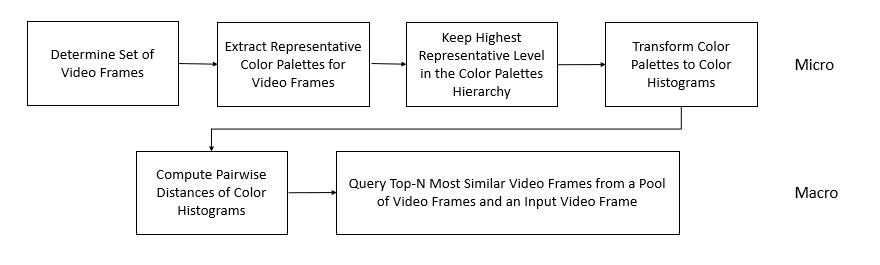 Determine Set of
Video Frames
Extract Representative
Color Palettes for
Video Frames
Keep Highest
Representative Level
in the Color Palettes
Hierarchy
Transform Color
Palettes to Color
Histograms
Micro
Compute Pairwise
Distances of Color
Histograms
Query Top-N Most Similar Video Frames from a Pool
of Video Frames and an Input Video Frame
Macro